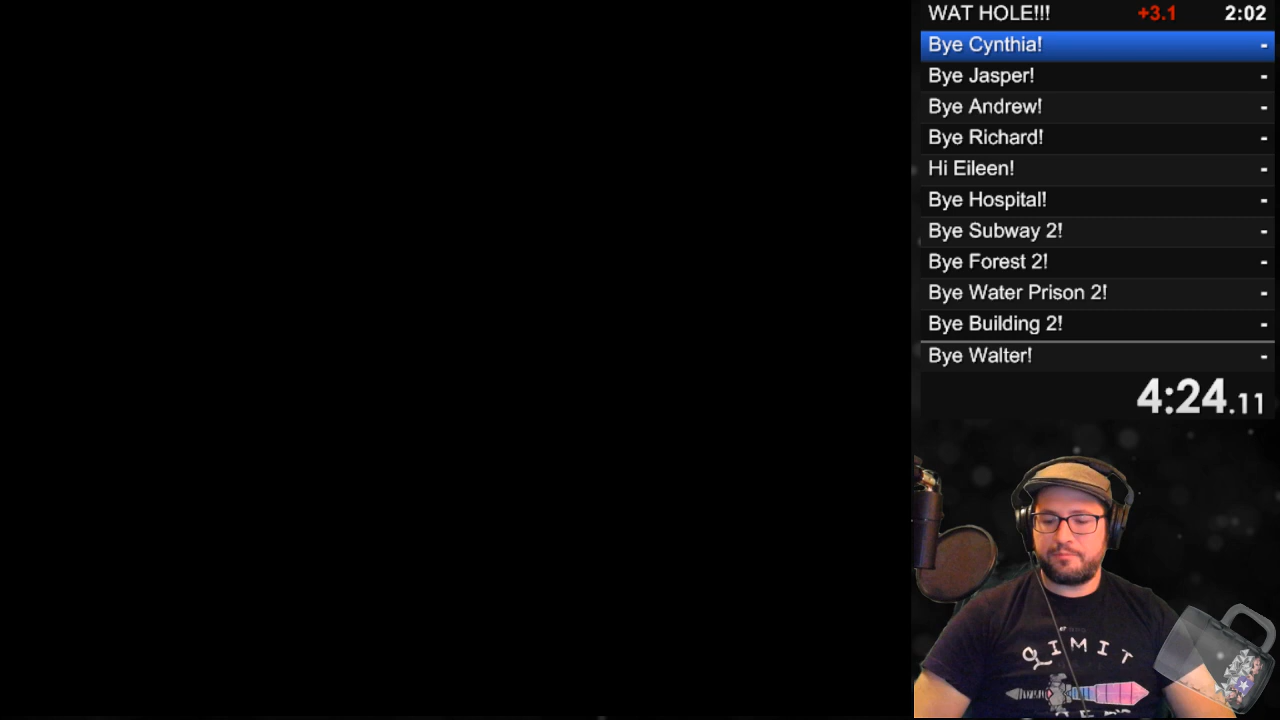 WAT HOLE!!! +3.1 2:02
Bye Cynthia! -
Bye Jasper! -
Bye Andrew! -
Bye Richard! -
Hi Eileen! -
Bye Hospital! -
Bye Subway 2! -
Bye Forest 2! -
Bye Water Prison 2! -
Bye Building 2! -
Bye Walter! -
4:24.11
LIMIT